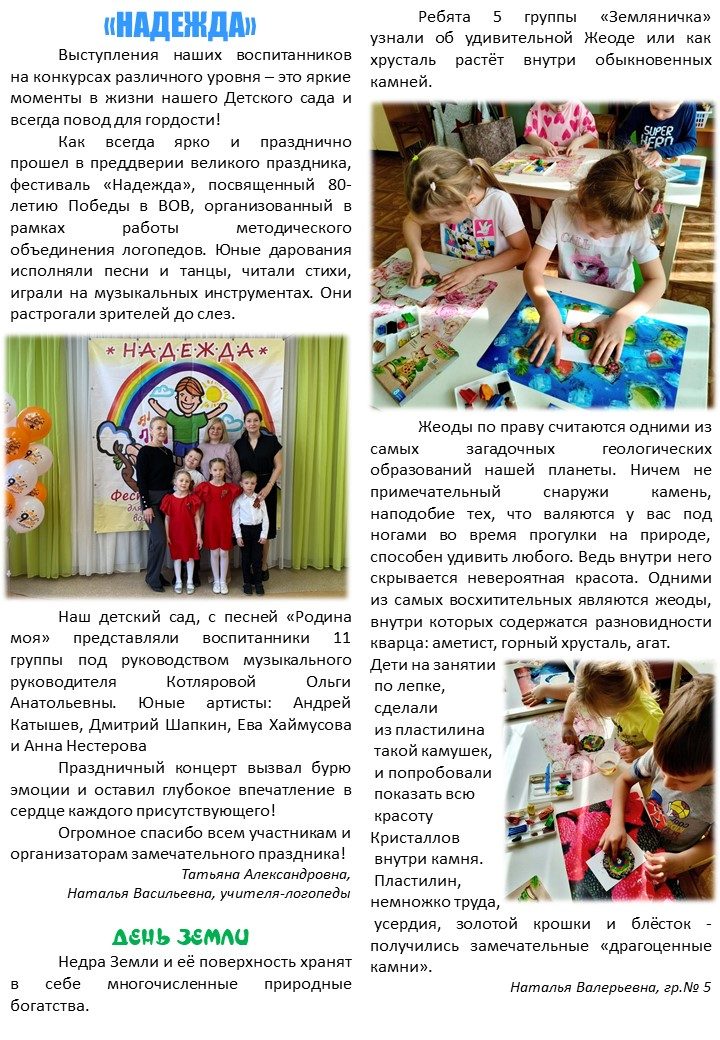 «НАДЕЖДА»
Выступления наших воспитанников
на конкурсах различного уровня – это яркие
моменты в жизни нашего Детского сада и
всегда повод для гордости!
Как всегда ярко и празднично
прошел в преддверии великого праздника,
фестиваль «Надежда», посвященный 80-
летию Победы в ВОВ, организованный в
рамках работы методического
объединения логопедов. Юные дарования
исполняли песни и танцы, читали стихи,
играли на музыкальных инструментах. Они
растрогали зрителей до слез.
* НАДЕЖДА *
Наш детский сад, с песней «Родина
моя» представляли воспитанники 11
группы под руководством музыкального
руководителя Котляровой Ольги
Анатольевны. Юные артисты: Андрей
Катышев, Дмитрий Шапкин, Ева Хаймусова
и Анна Нестерова
Праздничный концерт вызвал бурю
эмоции и оставил глубокое впечатление в
сердце каждого присутствующего!
Огромное спасибо всем участникам и
организаторам замечательного праздника!
Татьяна Александровна,
Наталья Васильевна, учителя-логопеды
ДЕНЬ ЗЕМЛИ
Недра Земли и её поверхность хранят
в себе многочисленные природные
богатства.
Ребята 5 группы «Земляничка»
узнали об удивительной Жеоде или как
хрусталь растёт внутри обыкновенных
камней.
SUPER
HERO
Жеоды по праву считаются одними из
самых загадочных геологических
образований нашей планеты. Ничем не
примечательный снаружи камень,
наподобие тех, что валяются у вас под
ногами во время прогулки на природе,
способен удивить любого. Ведь внутри него
скрывается невероятная красота. Одними
из самых восхитительных являются жеоды,
внутри которых содержатся разновидности
кварца: аметист, горный хрусталь, агат.
Дети на занятии
по лепке,
сделали
из пластилина
такой камушек,
и попробовали
показать всю
красоту
Кристаллов
внутри камня.
Пластилин,
немножко труда,
усердия, золотой крошки и блёсток -
получились замечательные «драгоценные
камни».
Наталья Валерьевна, гр.№ 5